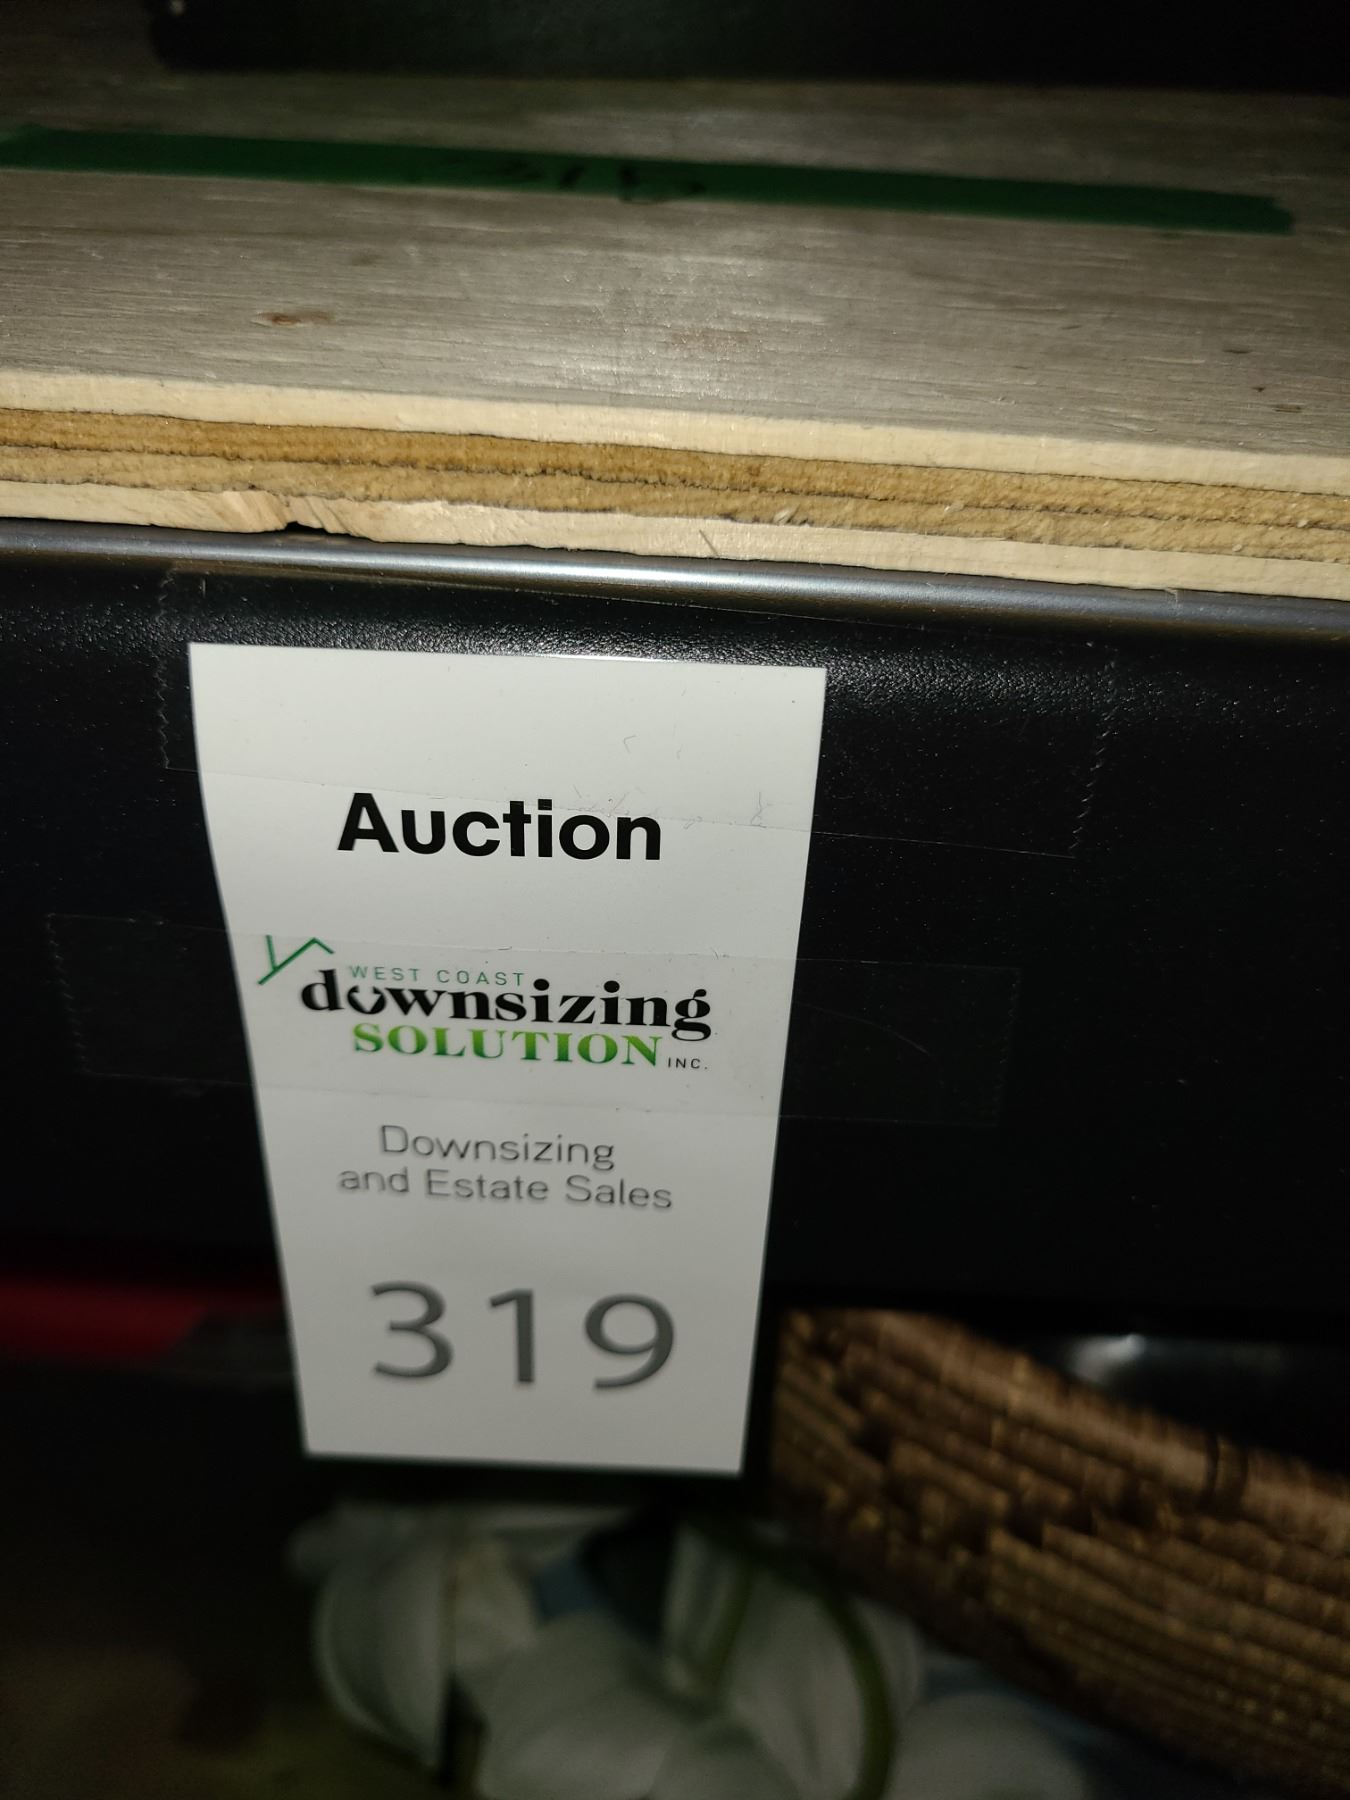 Auction
WEST COAST
downsizing
SOLUTION INC.
Downsizing
and Estate Sales
319